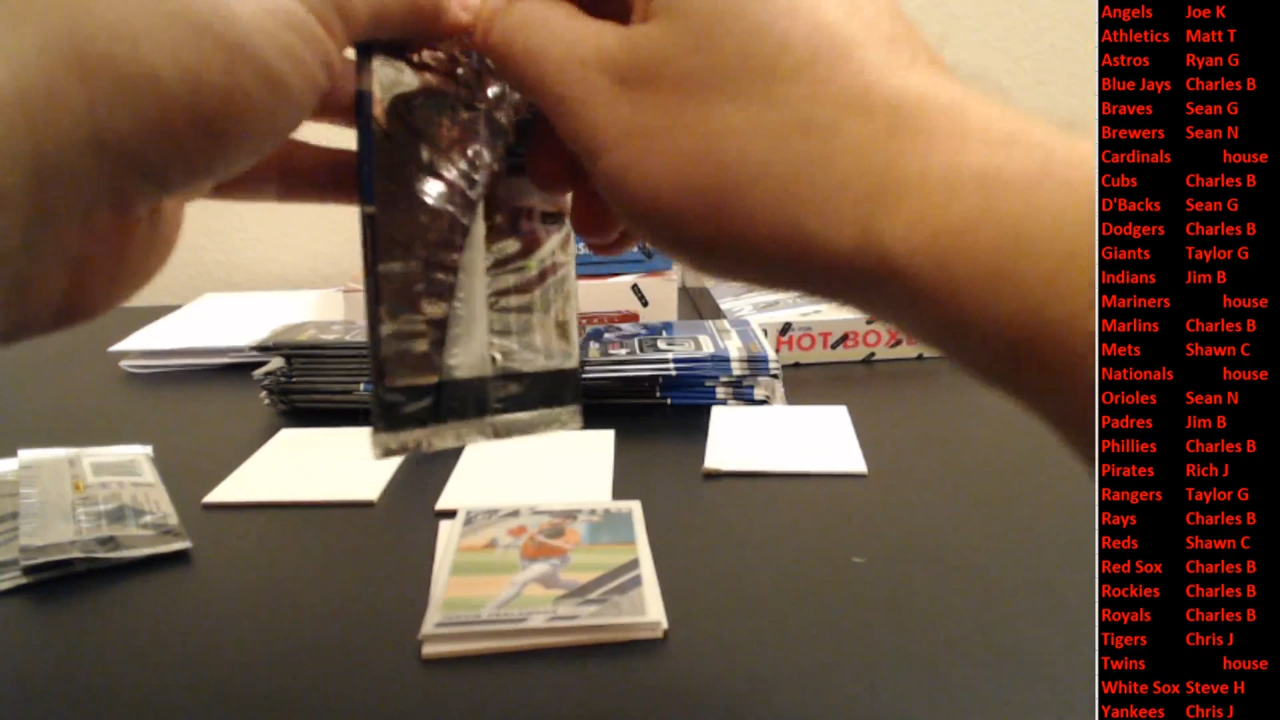 HOT BOX
Angels Joe K
Athletics Matt T
Astros Ryan G
Blue Jays Charles B
Braves Sean G
Brewers Sean N
Cardinals house
Cubs Charles B
D'Backs Sean G
Dodgers Charles B
Giants Taylor G
Indians Jim B
Mariners house
Marlins Charles B
Mets Shawn C
Nationals house
Orioles Sean N
Padres Jim B
Phillies Charles B
Pirates Rich J
Rangers Taylor G
Rays Charles B
Reds Shawn C
Red Sox Charles B
Rockies Charles B
Royals Charles B
Tigers Chris J
Twins house
White Sox Steve H
Yankees Chris J